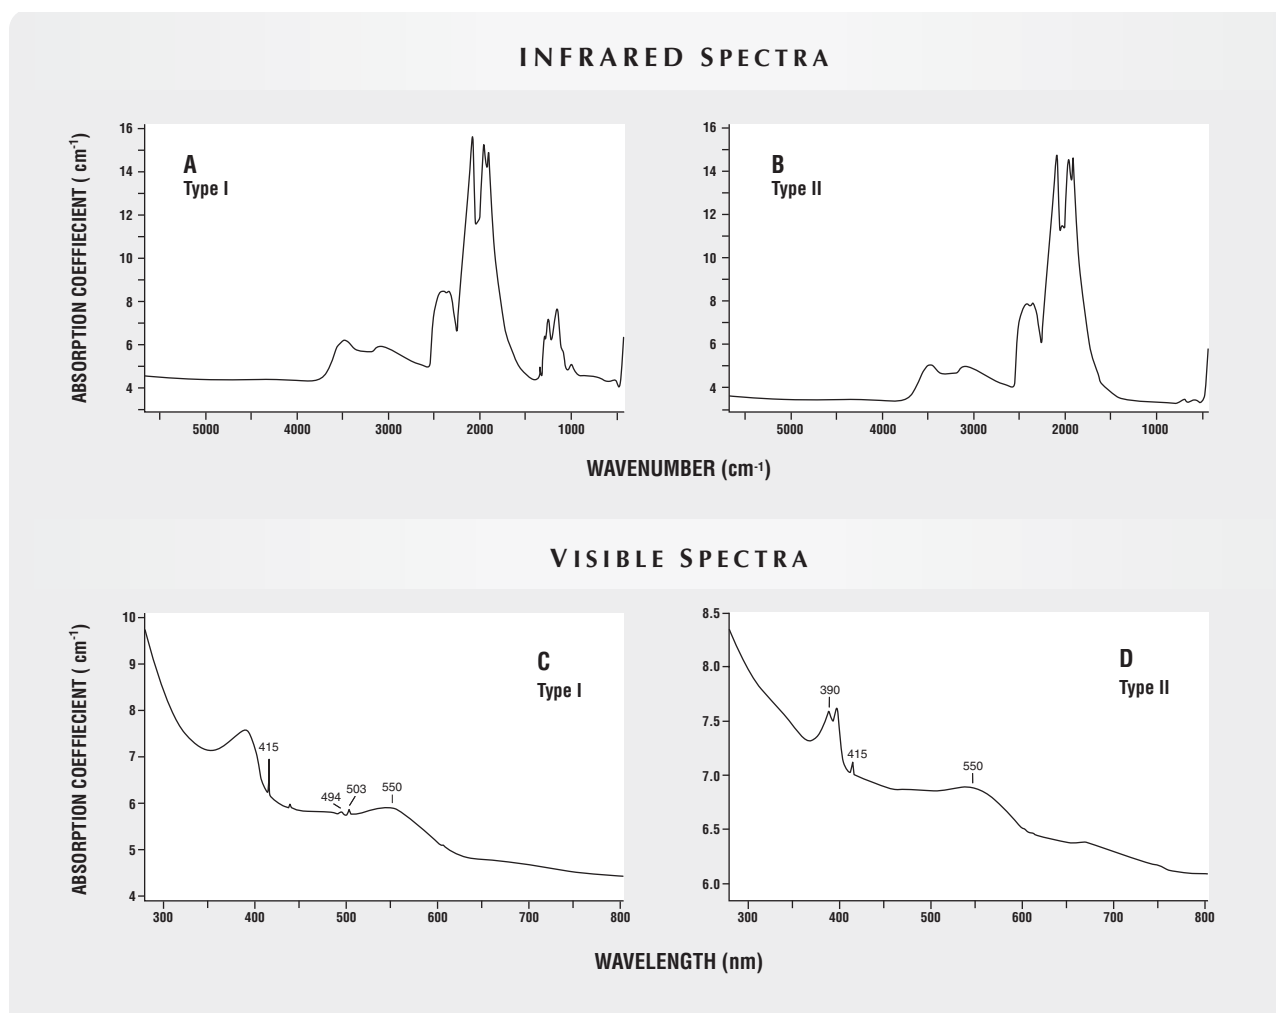 INFRARED SPECTRA
ABSORPTION COEFFIECIENT ( cm-1)
16
14
12
10
8
6
4
A
Type I
5000 4000 3000 2000 1000
16
14
12
10
8
6
4
B
Type II
5000 4000 3000 2000 1000
WAVENUMBER (cm-1)
VISIBLE SPECTRA
ABSORPTION COEFFIECIENT ( cm-1)
10
9
8
7
6
5
4
C
Type I
415
494
503
550
300 400 500 600 700 800
8.5
8.0
7.5
7.0
6.5
6.0
D
Type II
390
415
550
300 400 500 600 700 800
WAVELENGTH (nm)